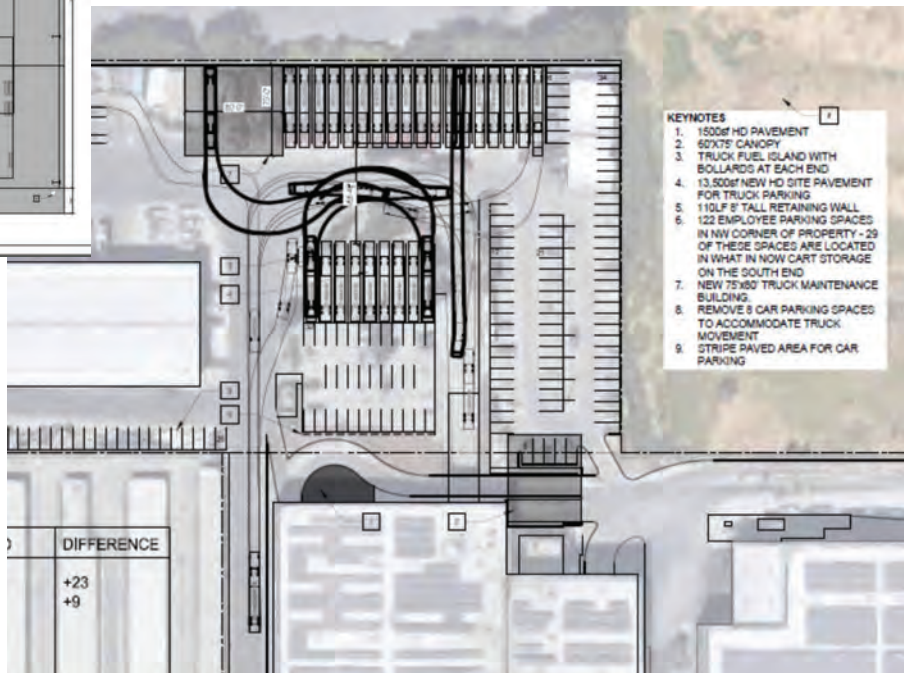 KEYNOTES
1. 1500sf HD PAVEMENT
2. 60'X75' CANOPY
3. TRUCK FUEL ISLAND WITH
BOLLARDS AT EACH END
4. 13,500sf NEW HD SITE PAVEMENT
FOR TRUCK PARKING
5. 110LF 8' TALL RETAINING WALL
6. 122 EMPLOYEE PARKING SPACES
IN NW CORNER OF PROPERTY - 29
OF THESE SPACES ARE LOCATED
IN WHAT IN NOW CART STORAGE
ON THE SOUTH END
7. NEW 75'x80' TRUCK MAINTENANCE
BUILDING.
8. REMOVE 8 CAR PARKING SPACES
TO ACCOMMODATE TRUCK
MOVEMENT
9. STRIPE PAVED AREA FOR CAR
PARKING
DIFFERENCE
+23
+9